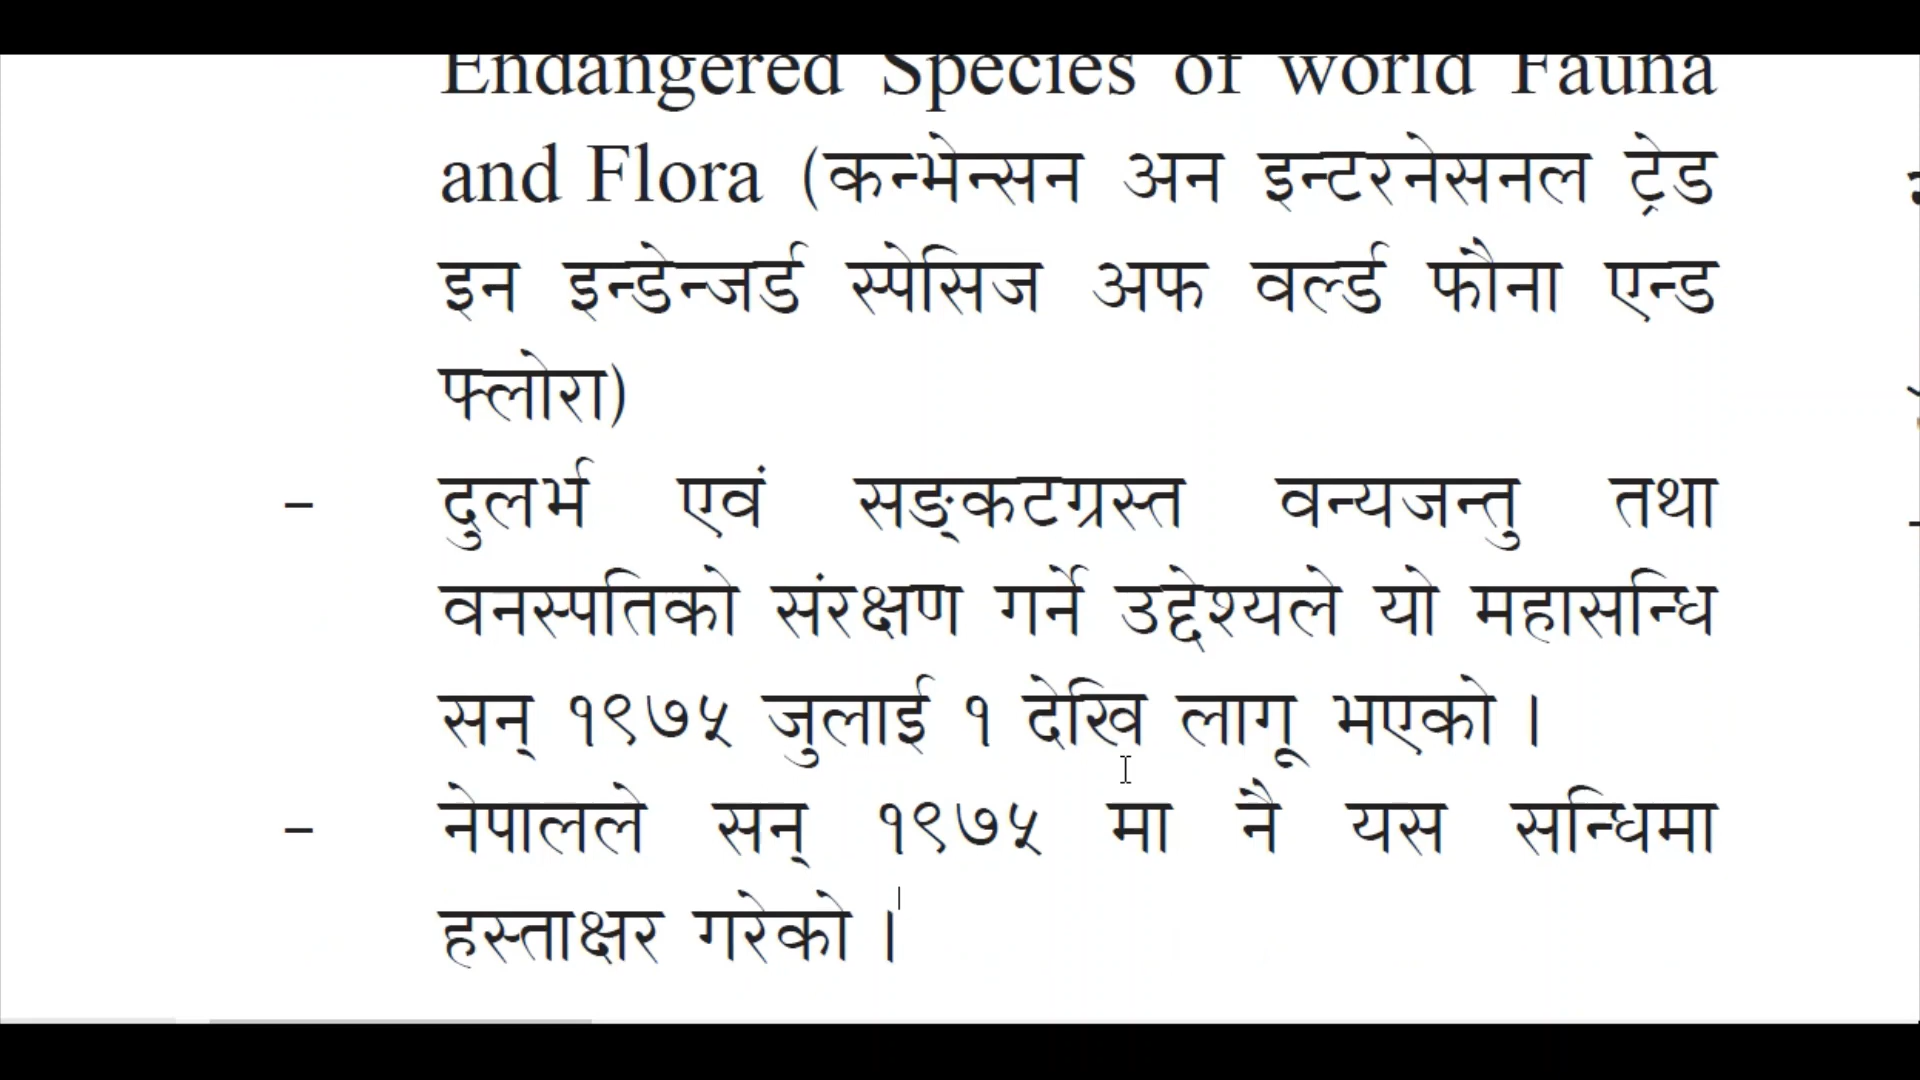 Endangered Species of world Fauna
and Flora (कन्भेन्सन अन इन्टरनेसनल ट्रेड
इन इन्डेन्जर्ड स्पेसिज अफ वर्ल्ड फौना एन्ड
फ्लोरा)
– दुलर्भ एवं सङ्कटग्रस्त वन्यजन्तु तथा
वनस्पतिको संरक्षण गर्ने उद्देश्यले यो महासन्धि
सन् १९७५ जुलाई १ देखि लागू भएको ।
– नेपालले सन् १९७५ मा नै यस सन्धिमा
हस्ताक्षर गरेको ।